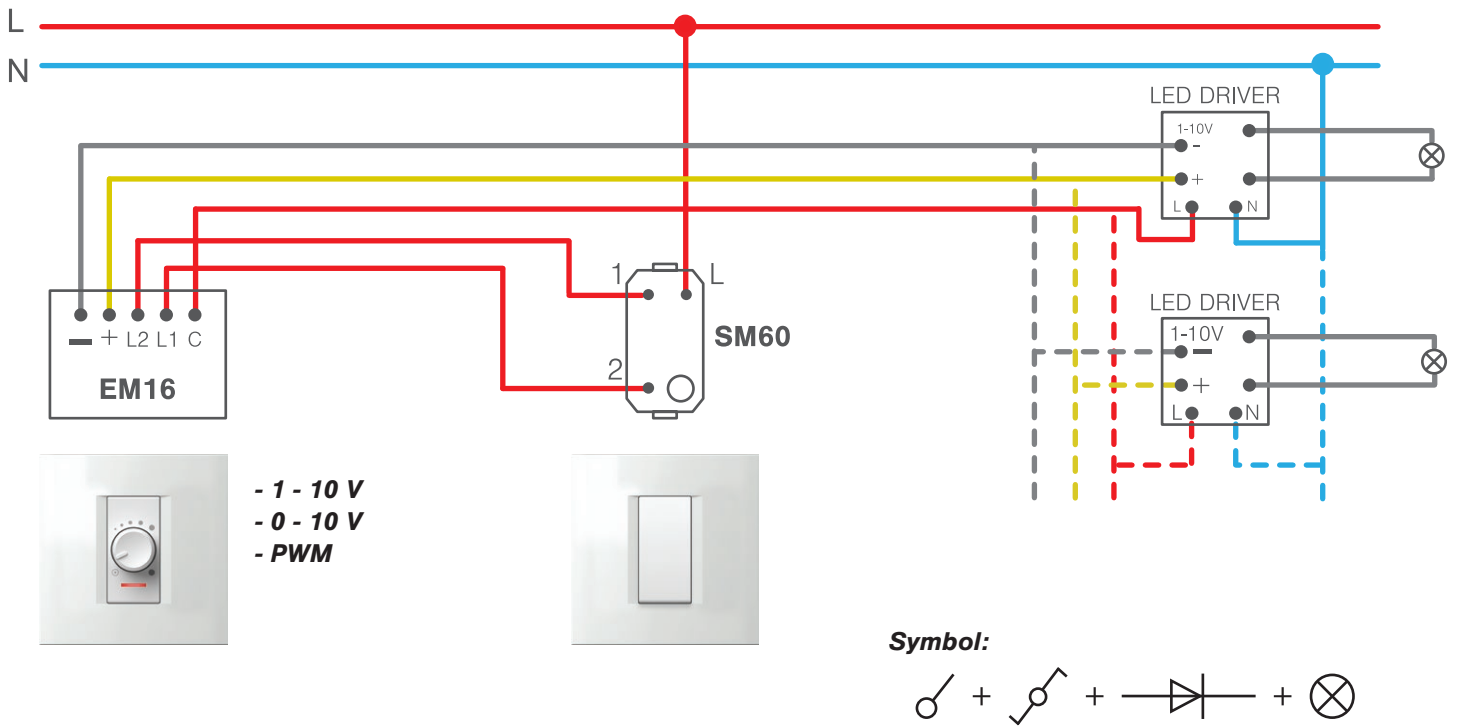 L
N
LED DRIVER
1-10V
-
+
L N
1 L
SM60
2
— + L2 L1 C
EM16
LED DRIVER
1-10V
—
+
L N
- 1 - 10 V
- 0 - 10 V
- PWM
Symbol:
+ + +